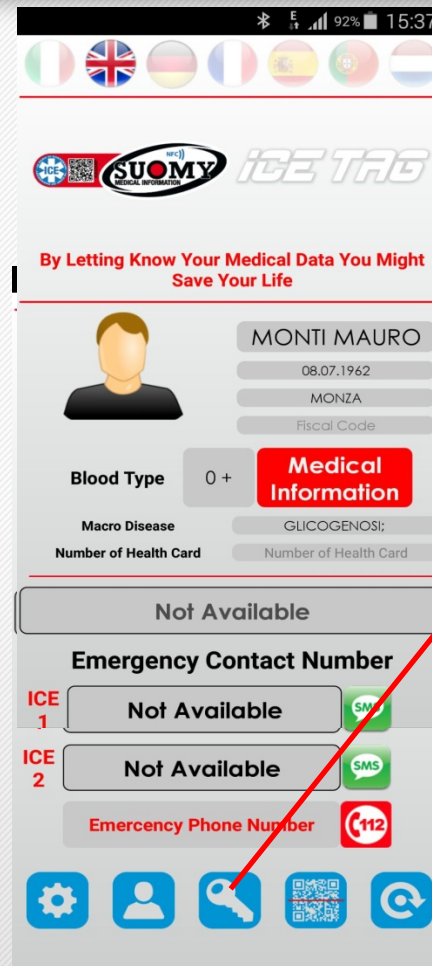 92% 15:37
ICE NFC)) SUOMY MEDICAL INFORMATION ICE TAG
By Letting Know Your Medical Data You Might
Save Your Life
MONTI MAURO
08.07.1962
MONZA
Fiscal Code
Blood Type 0 + Medical
Information
Macro Disease GLICOGENOSI;
Number of Health Card Number of Health Card
Not Available
Emergency Contact Number
ICE
1 Not Available SMS
ICE
2 Not Available SMS
Emercency Phone Number 112